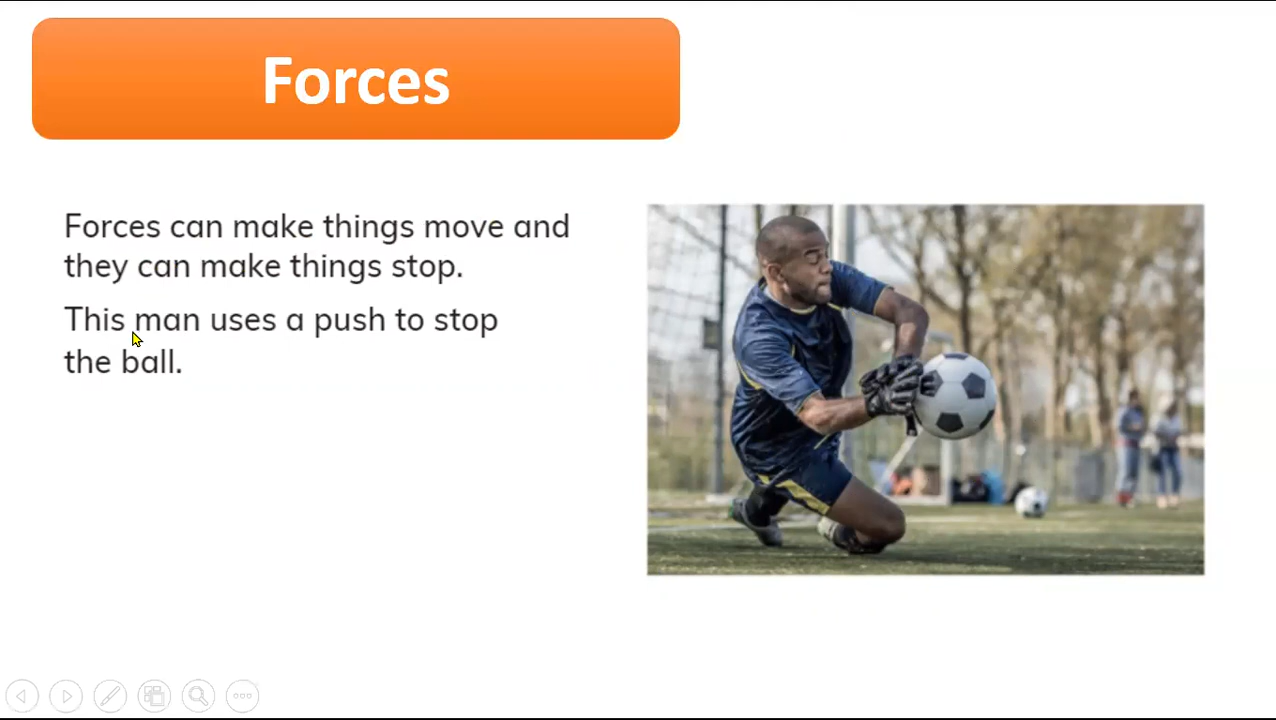 Forces
Forces can make things move and
they can make things stop.
This man uses a push to stop
the ball.